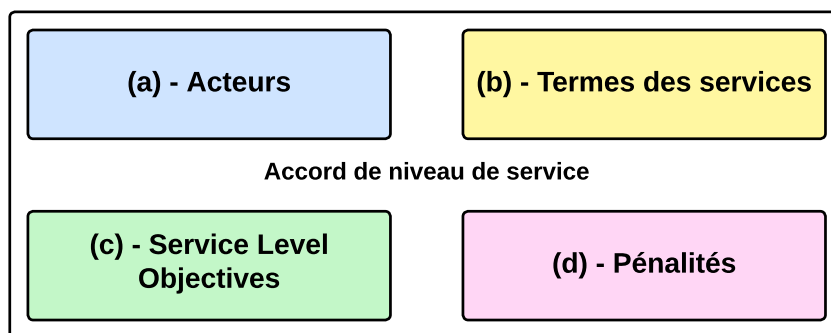 (a) - Acteurs
(b) - Termes des services
Accord de niveau de service
(c) - Service Level
Objectives
(d) - Pénalités